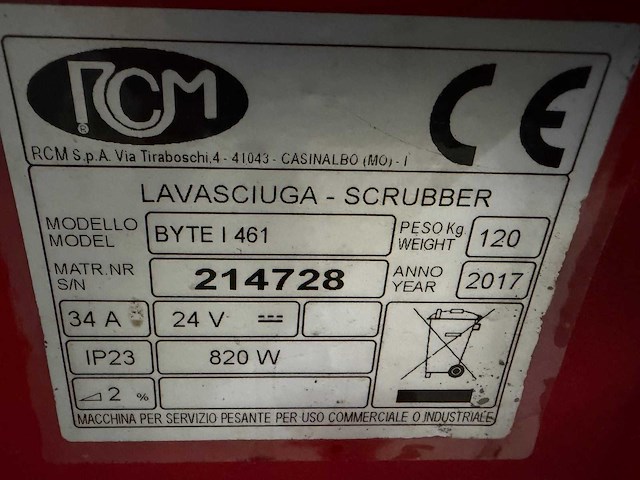 RCM
®
CE
R.C.M S.p.A. Via Tiraboschi,4 - 41043 - CASINALBO (MO) - I
LAVASCIUGA - SCRUBBER
MODELLO
MODEL
BYTE I 461
PESO Kg
WEIGHT
120
MATR.NR
S/N
214728
ANNO
YEAR
2017
34 A
24 V
IP23
820 W
2 %
MACCHINA PER SERVIZIO PESANTE PER USO COMMERCIALE O INDUSTRIALE